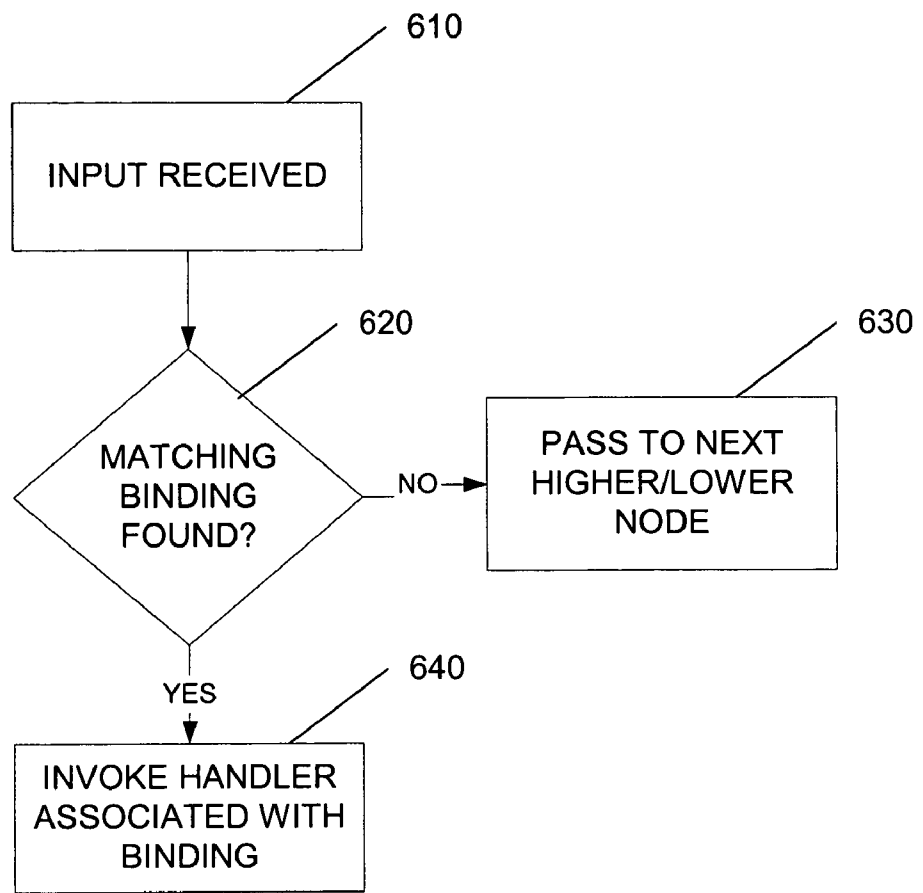 610
INPUT RECEIVED
620
630
MATCHING
BINDING
FOUND?
NO
PASS TO NEXT
HIGHER/LOWER
NODE
YES
640
INVOKE HANDLER
ASSOCIATED WITH
BINDING